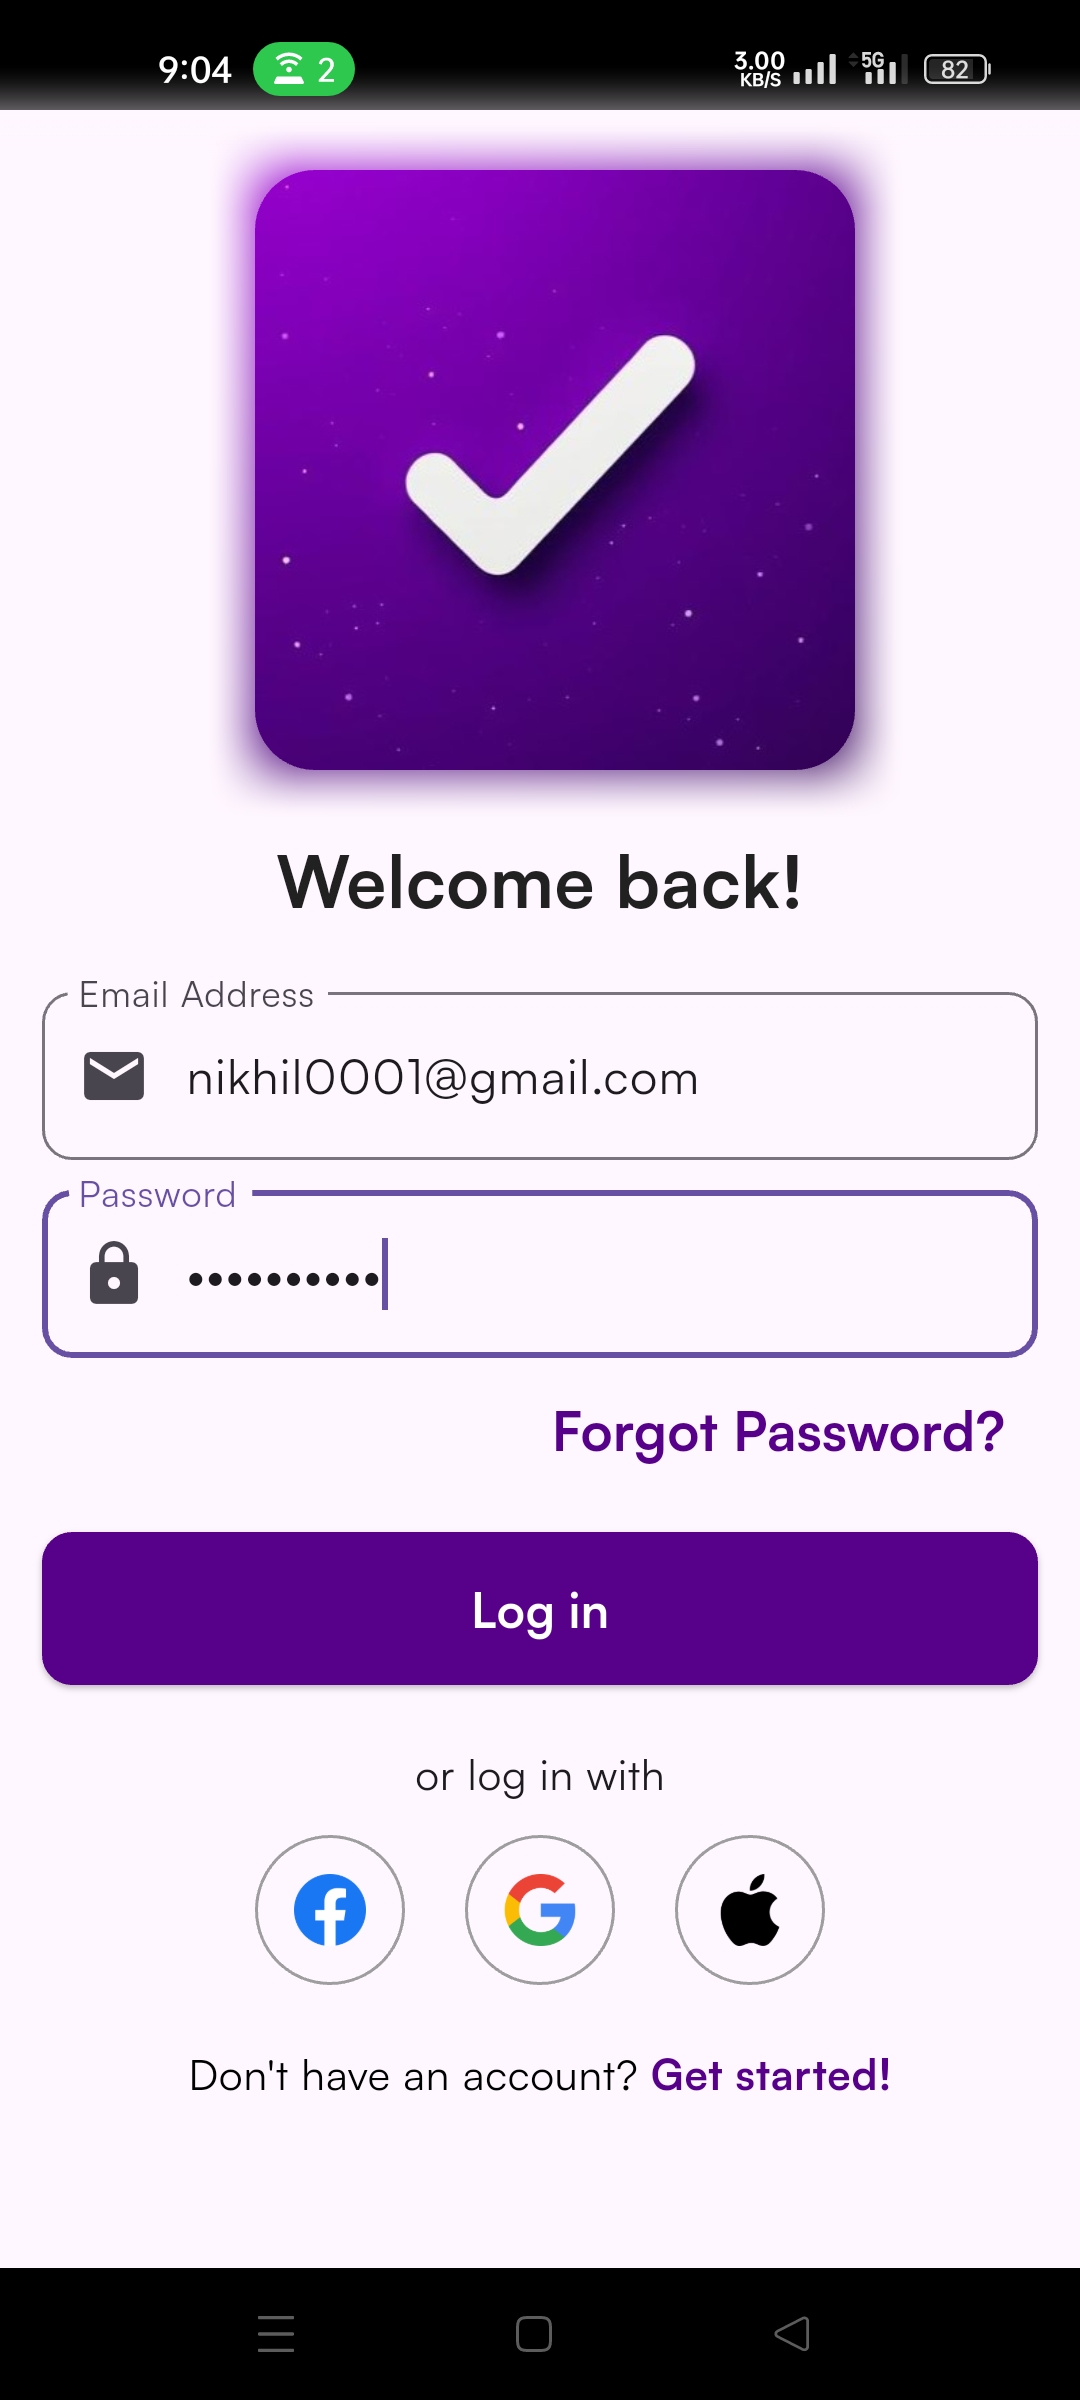 9:04 2 3.00 KB/S 5G 82
Welcome back!
Email Address
nikhil0001@gmail.com
Password
••••••••••
Forgot Password?
Log in
or log in with
Don't have an account? Get started!